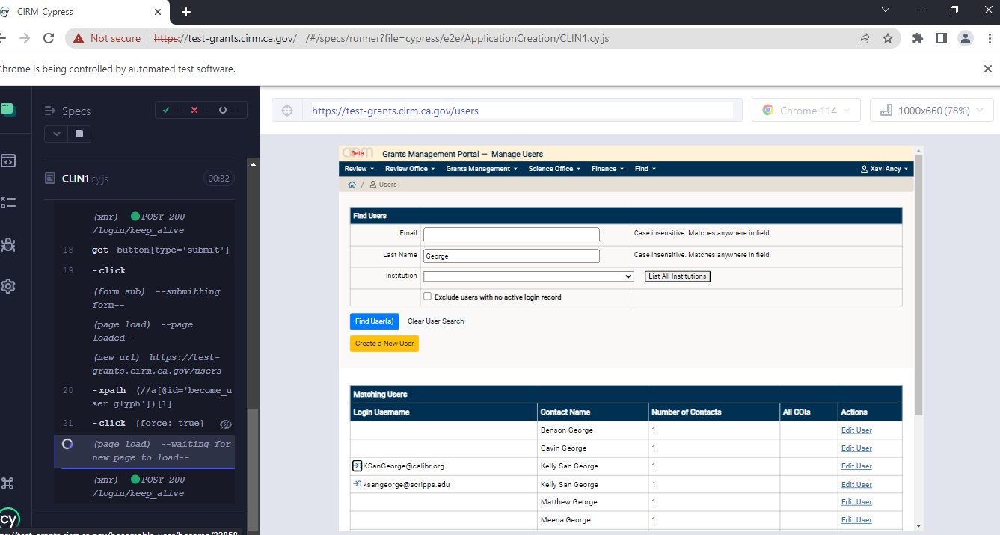 CIRM_Cypress
Not secure https://test-grants.cirm.ca.gov/__/#/specs/runner?file=cypress/e2e/ApplicationCreation/CLIN1.cy.js
Chrome is being controlled by automated test software.
Specs -- -- --
https://test-grants.cirm.ca.gov/users
Chrome 114
1000x660 (78%)
CLIN1.cy.js 00:32
(xhr) POST 200
/login/keep_alive
18 get button[type='submit']
19 -click
(form sub) --submitting
form--
(page load) --page
loaded--
(new url) https://test-
grants.cirm.ca.gov/users
20 -xpath (//a[@id='become_u
ser_glyph'])[1]
21 -click {force: true}
(page load) --waiting for
new page to load--
(xhr) POST 200
/login/keep_alive
cy
CIRM Beta Grants Management Portal — Manage Users
Review Review Office Grants Management Science Office Finance Find Xavi Ancy
/ Users
Find Users
Email Case insensitive. Matches anywhere in field.
Last Name George Case insensitive. Matches anywhere in field.
Institution List All Institutions
Exclude users with no active login record
Find User(s) Clear User Search
Create a New User
Matching Users
Login Username Contact Name Number of Contacts All COIs Actions
Benson George 1 Edit User
Gavin George 1 Edit User
KSanGeorge@calibr.org Kelly San George 1 Edit User
ksangeorge@scripps.edu Kelly San George 1 Edit User
Matthew George 1 Edit User
Meena George 1 Edit User